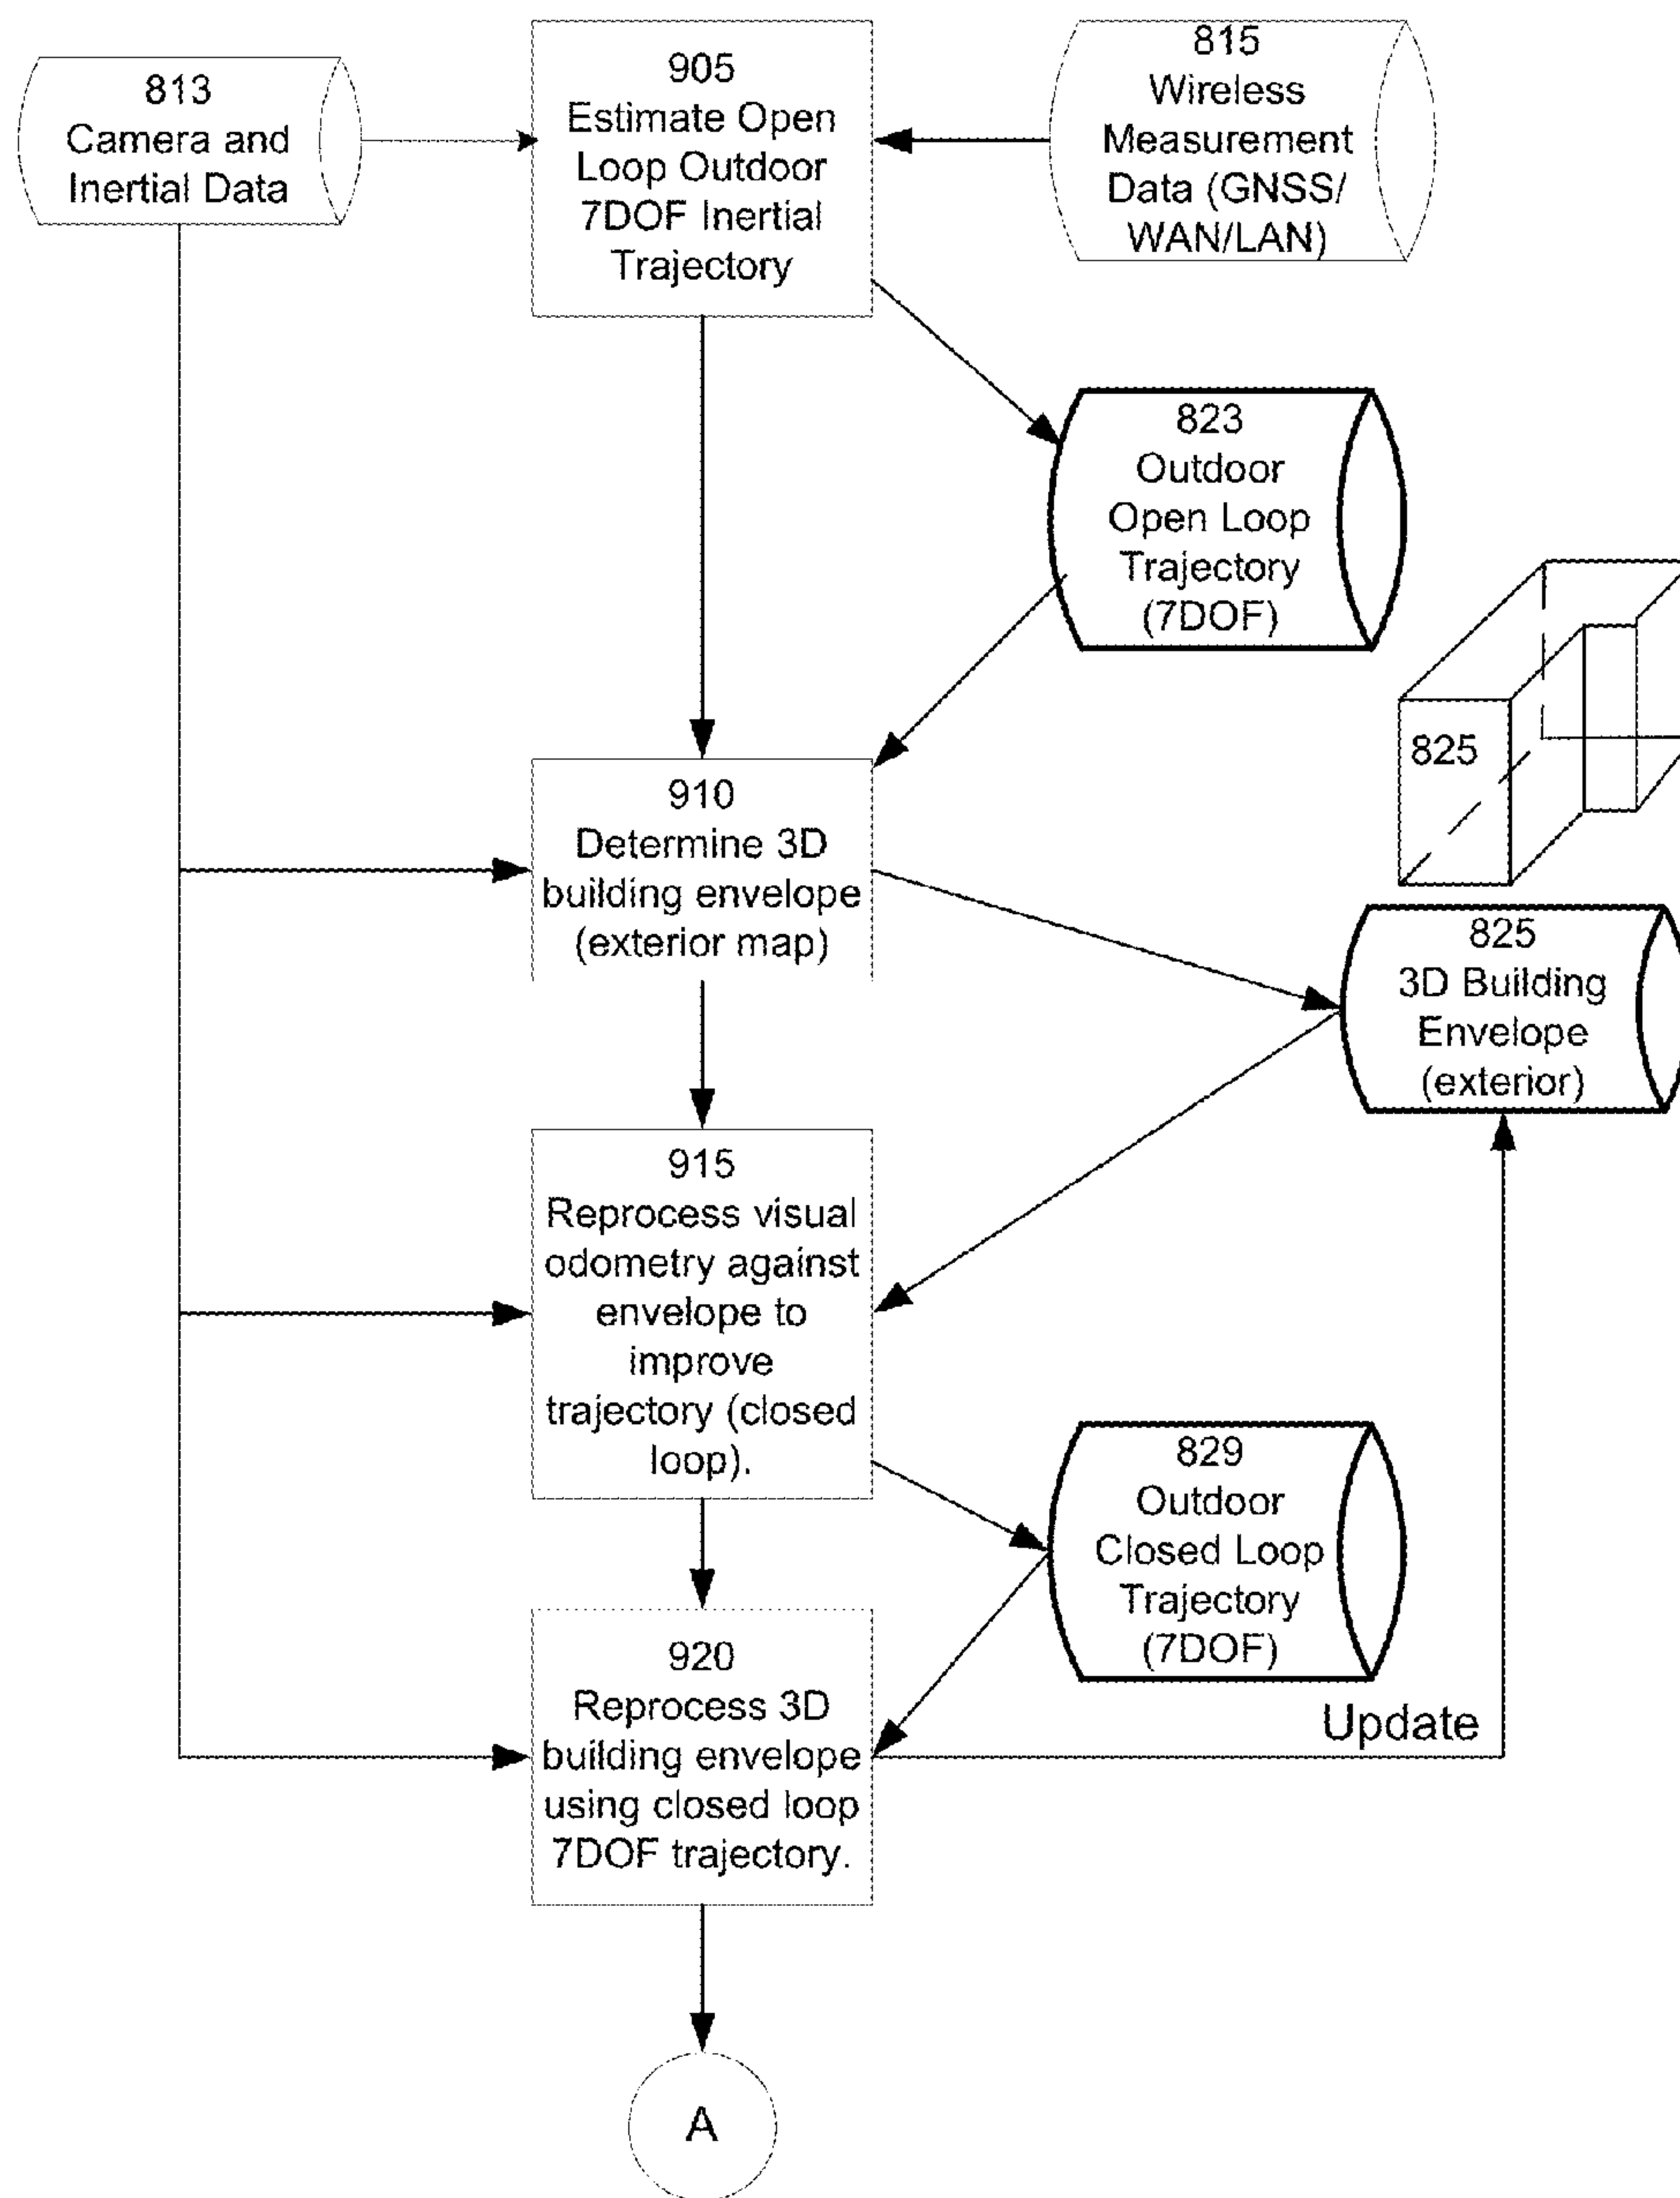 813
Camera and
Inertial Data
905
Estimate Open
Loop Outdoor
7DOF Inertial
Trajectory
815
Wireless
Measurement
Data (GNSS/
WAN/LAN)
823
Outdoor
Open Loop
Trajectory
(7DOF)
825
910
Determine 3D
building envelope
(exterior map)
825
3D Building
Envelope
(exterior)
915
Reprocess visual
odometry against
envelope to
improve
trajectory (closed
loop).
829
Outdoor
Closed Loop
Trajectory
(7DOF)
Update
920
Reprocess 3D
building envelope
using closed loop
7DOF trajectory.
A